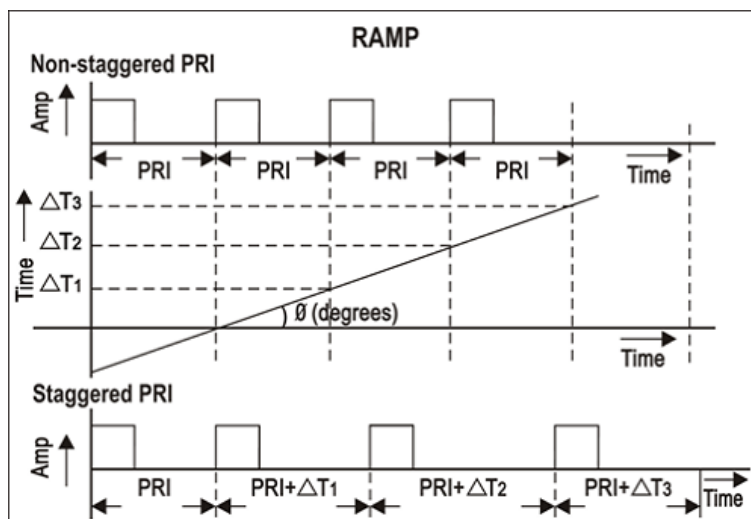 RAMP
Non-staggered PRI
Amp
PRI PRI PRI PRI
Time
Time
△T3
△T2
△T1
Ø (degrees)
Time
Staggered PRI
Amp
PRI PRI+△T1 PRI+△T2 PRI+△T3 Time